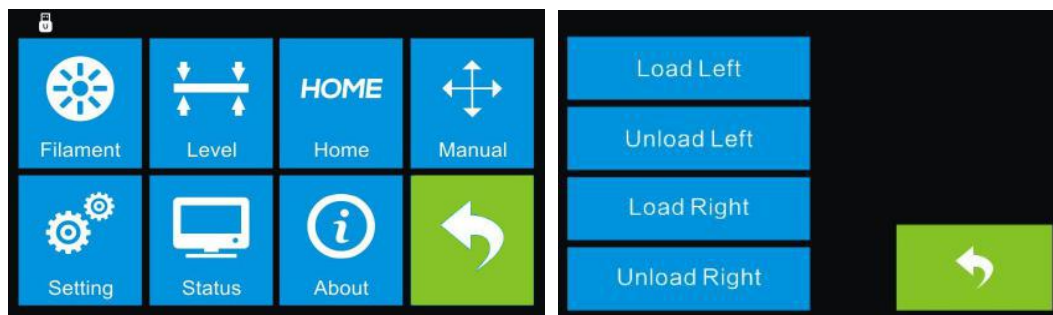 U
HOME
Filament
Level
Home
Manual
Setting
Status
About
Load Left
Unload Left
Load Right
Unload Right